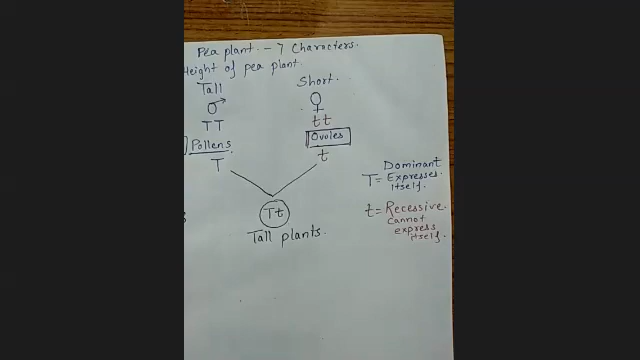 Pea plant - 7 Characters.
Height of pea plant.
Tall
Short.
TT
tt
Pollens
Ovules
T
t
Tt
Tall plants.
T = Dominant
Expresses
itself.
t = Recessive.
Cannot
express
itself.